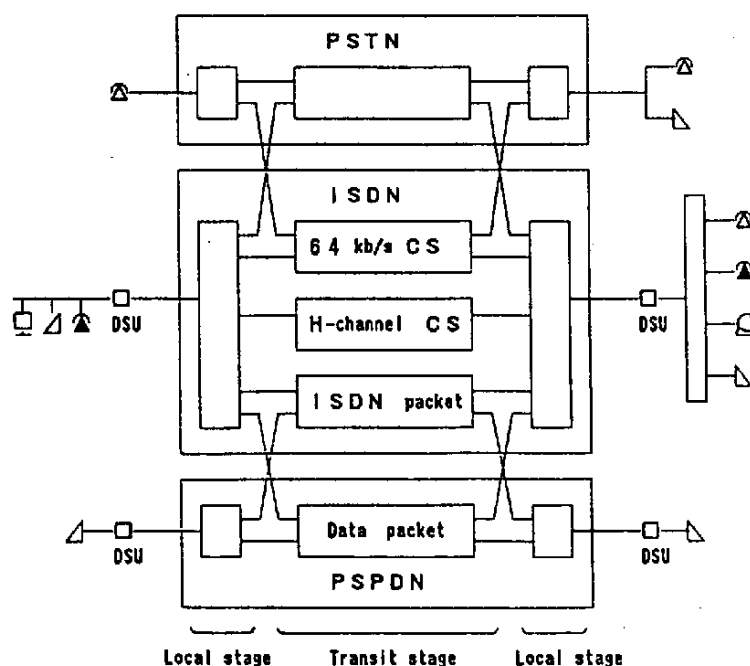 PSTN
ISDN
64 kb/s CS
H-channel CS
DSU
DSU
ISDN packet
Data packet
DSU
DSU
PSPDN
Local stage Transit stage Local stage